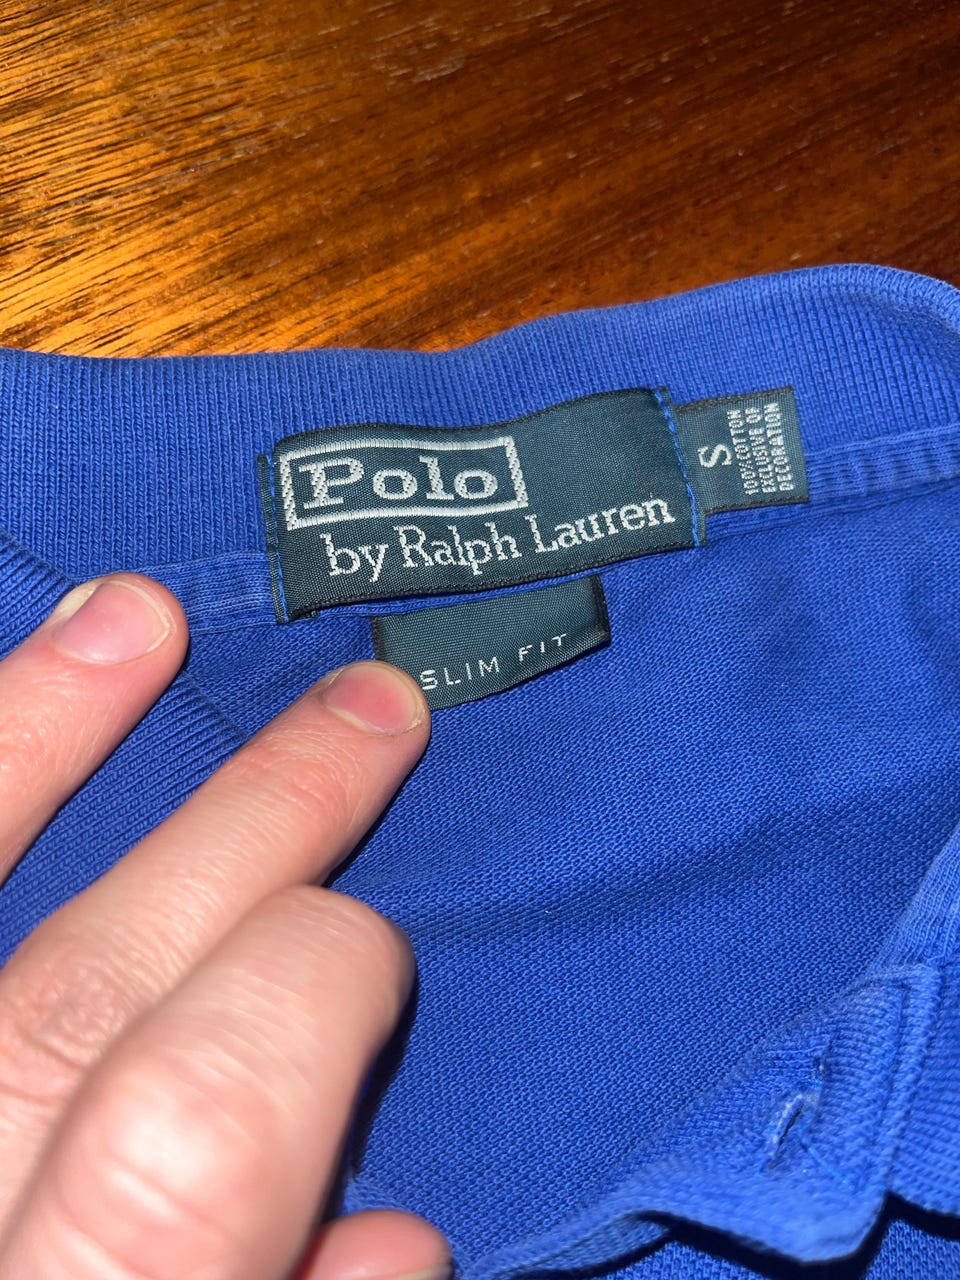 Polo
by Ralph Lauren
S
100% COTTON
EXCLUSIVE OF
DECORATION
SLIM FIT